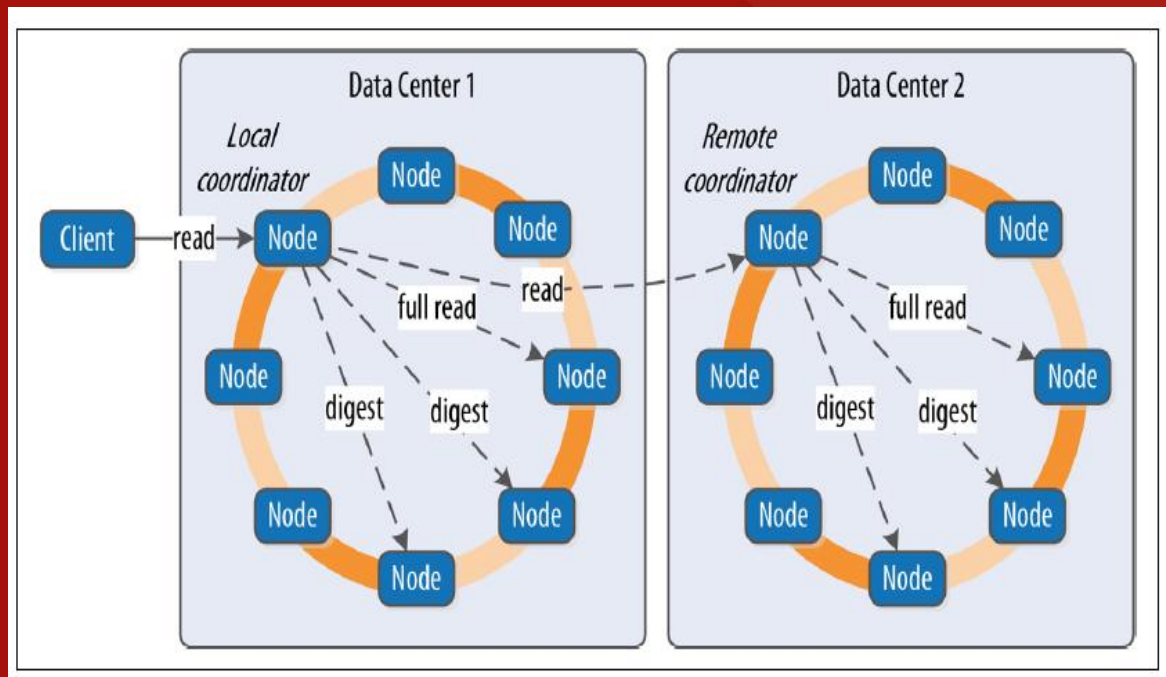 Data Center 1
Data Center 2
Local
coordinator
Remote
coordinator
Node
Node
Node
Node
Client
read
Node
Node
read
full read
full read
Node
Node
Node
Node
digest
digest
digest
digest
Node
Node
Node
Node
Node
Node